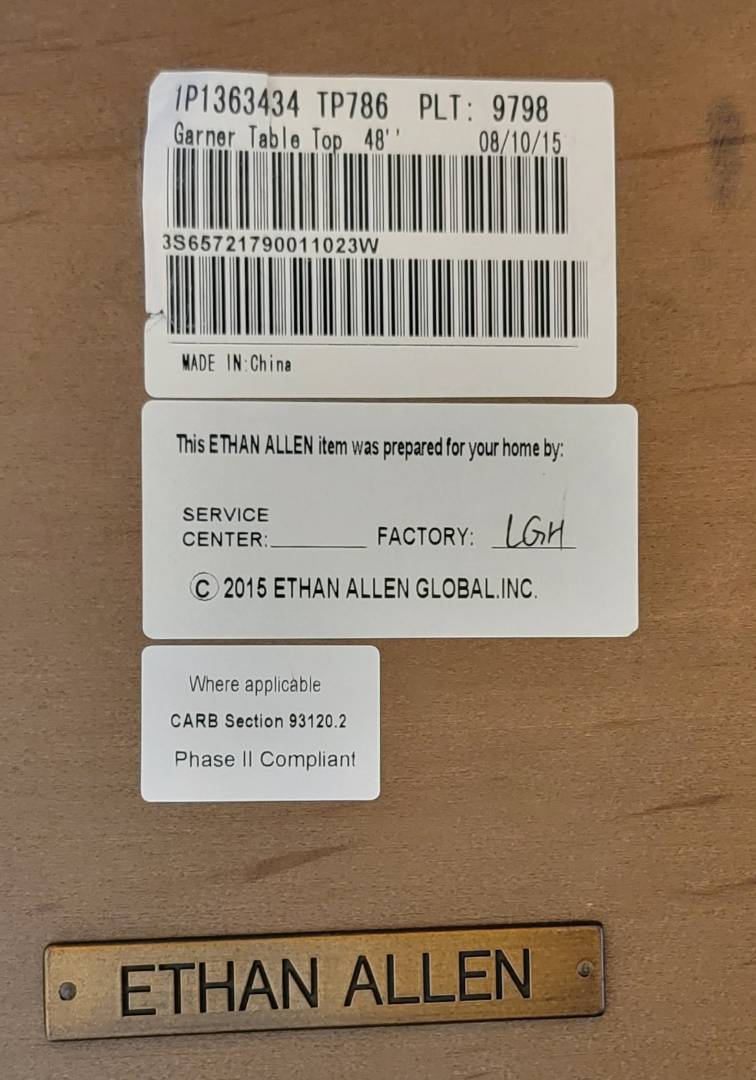 1P1363434 TP786 PLT: 9798
Garner Table Top 48'' 08/10/15
3S65721790011023W
MADE IN:China
This ETHAN ALLEN item was prepared for your home by:
SERVICE
CENTER:________ FACTORY: LGH
© 2015 ETHAN ALLEN GLOBAL.INC.
Where applicable
CARB Section 93120.2
Phase II Compliant
ETHAN ALLEN